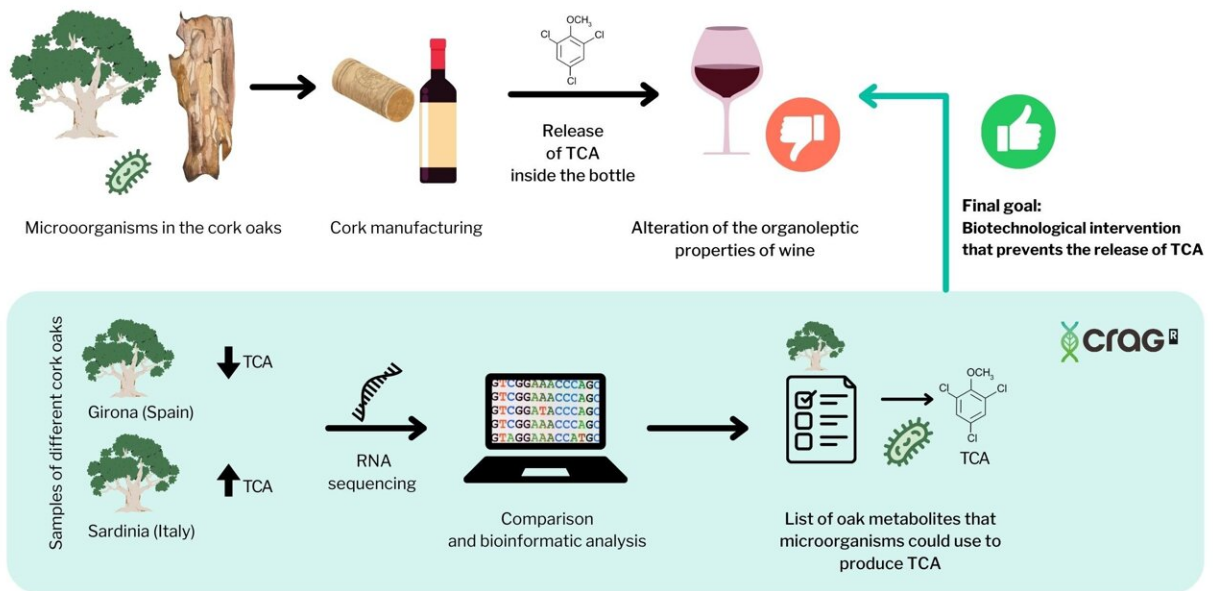 OCH₃
Cl
Cl
Cl
Release
of TCA
inside the bottle
Microoorganisms in the cork oaks
Cork manufacturing
Alteration of the organoleptic
properties of wine
Final goal:
Biotechnological intervention
that prevents the release of TCA
Samples of different cork oaks
TCA
Girona (Spain)
TCA
Sardinia (Italy)
RNA
sequencing
GTCGGAAACCCAGC
GTCGGAAACCCAGC
GTCGGATACCCAGC
GTCGGAAACCCAGC
GTAGGAAACCATGC
Comparison
and bioinformatic analysis
OCH₃
Cl
Cl
Cl
TCA
List of oak metabolites that
microorganisms could use to
produce TCA
CRAG R